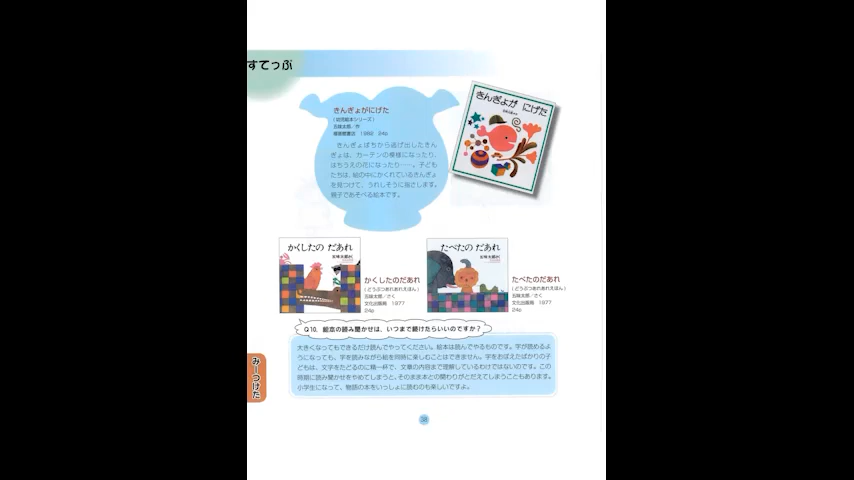 すてっぷ
きんぎょがにげた
(幼児絵本シリーズ)
五味太郎/作
福音館書店 1982 24p
きんぎょばちから逃げ出したきん
ぎょは、カーテンの模様になったり、
はちうえの花になったり……。子ども
たちは、絵の中にかくれているきんぎょ
を見つけて、うれしそうに指さします。
親子であそべる絵本です。
きんぎょが にげた
かくしたの だあれ
五味太郎
かくしたのだあれ
(どうぶつあれあれえほん)
五味太郎/さく
文化出版局 1977
24p
たべたの だあれ
五味太郎
たべたのだあれ
(どうぶつあれあれえほん)
五味太郎/さく
文化出版局 1977
24p
Q10. 絵本の読み聞かせは、いつまで続けたらいいのですか?
大きくなってもできるだけ読んでやってください。絵本は読んでやるものです。字が読めるよ
うになっても、字を読みながら絵を同時に楽しむことはできません。字をおぼえたばかりの子
どもは、文字をたどるのに精一杯で、文章の内容まで理解しているわけではないのです。この
時期に読み聞かせをやめてしまうと、そのまま本との関わりがとだえてしまうこともあります。
小学生になって、物語の本をいっしょに読むのも楽しいですよ。
みーつけた
38